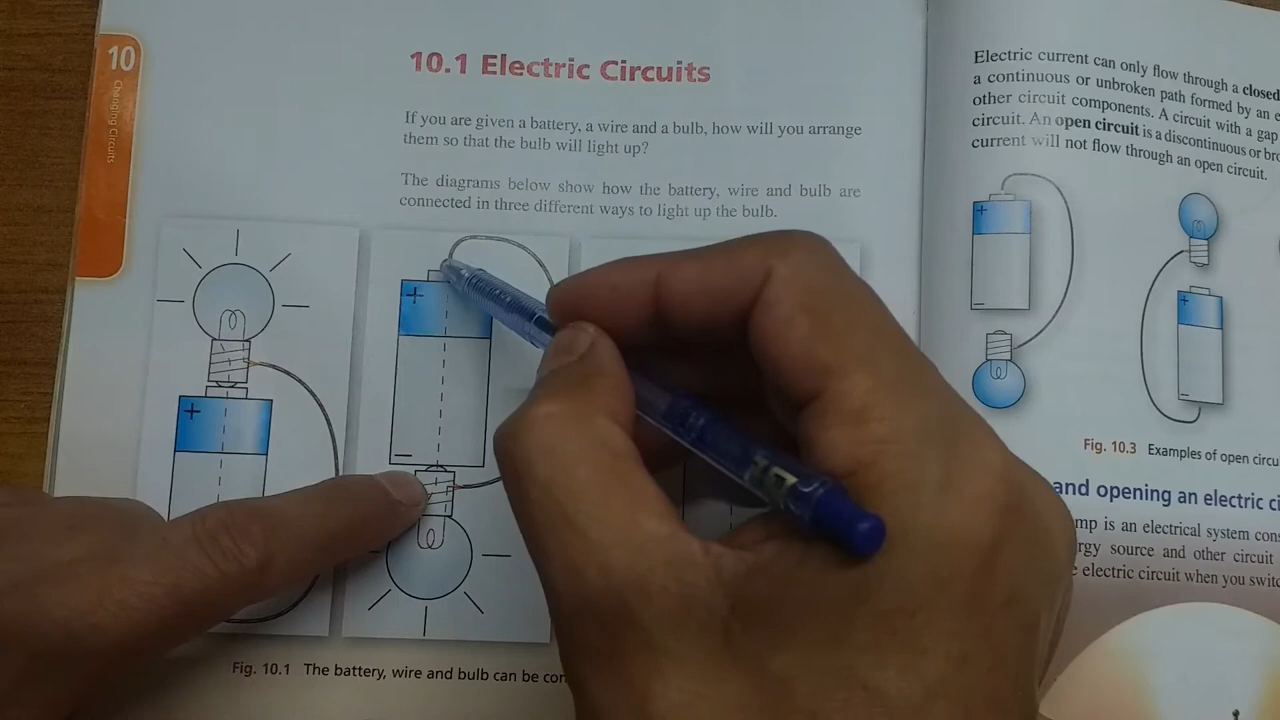 10
Changing Circuits
10.1 Electric Circuits
If you are given a battery, a wire and a bulb, how will you arrange
them so that the bulb will light up?
The diagrams below show how the battery, wire and bulb are
connected in three different ways to light up the bulb.
+
+
−
Fig. 10.1 The battery, wire and bulb can be con
Electric current can only flow through a closed
a continuous or unbroken path formed by an e
other circuit components. A circuit with a gap
circuit. An open circuit is a discontinuous or bro
current will not flow through an open circuit.
+
−
+
−
Fig. 10.3 Examples of open circu
and opening an electric ci
mp is an electrical system cons
rgy source and other circuit
e electric circuit when you switc